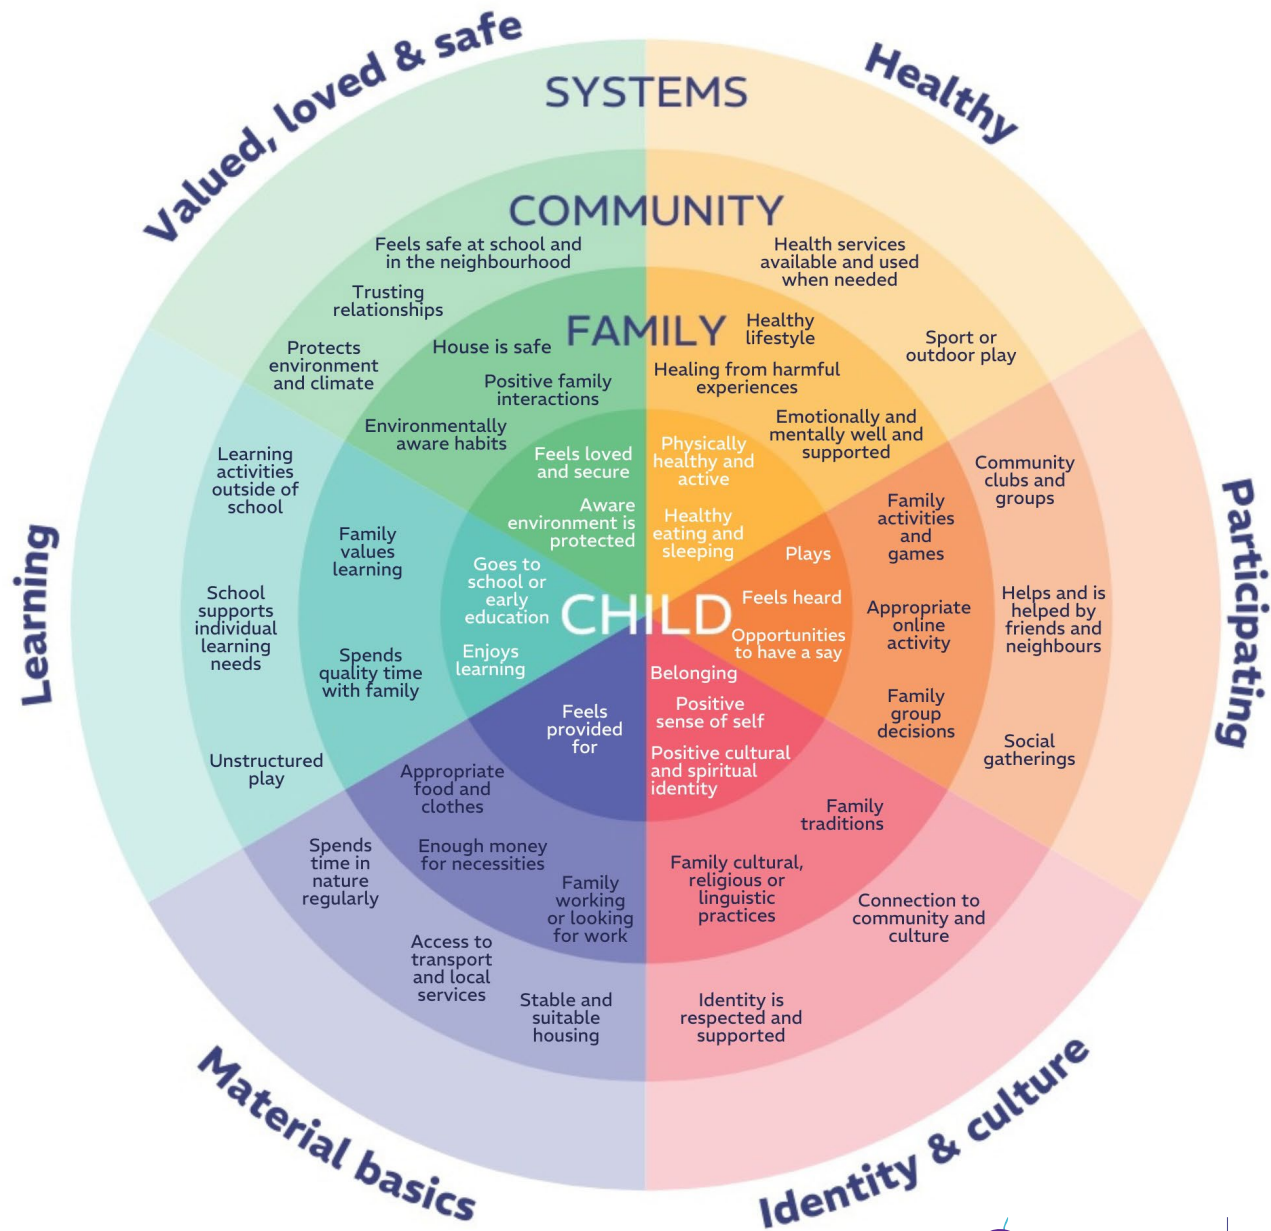 Valued, loved & safe
Healthy
SYSTEMS
COMMUNITY
Feels safe at school and
in the neighbourhood
Trusting
relationships
Protects
environment
and climate
Health services
available and used
when needed
Sport or
outdoor play
FAMILY
House is safe
Positive family
interactions
Environmentally
aware habits
Healthy
lifestyle
Healing from harmful
experiences
Emotionally and
mentally well and
supported
Feels loved
and secure
Aware
environment is
protected
Physically
healthy and
active
Healthy
eating and
sleeping
Learning
Learning
activities
outside of
school
School
supports
individual
learning
needs
Unstructured
play
Family
values
learning
Spends
quality time
with family
Goes to
school or
early
education
Enjoys
learning
CHILD
Plays
Feels heard
Opportunities
to have a say
Family
activities
and
games
Appropriate
online
activity
Family
group
decisions
Community
clubs and
groups
Helps and is
helped by
friends and
neighbours
Social
gatherings
Participating
Feels
provided
for
Appropriate
food and
clothes
Enough money
for necessities
Family
working
or looking
for work
Spends
time in
nature
regularly
Access to
transport
and local
services
Stable and
suitable
housing
Material basics
Belonging
Positive
sense of self
Positive cultural
and spiritual
identity
Family
traditions
Family cultural,
religious or
linguistic
practices
Connection to
community and
culture
Identity is
respected and
supported
Identity & culture